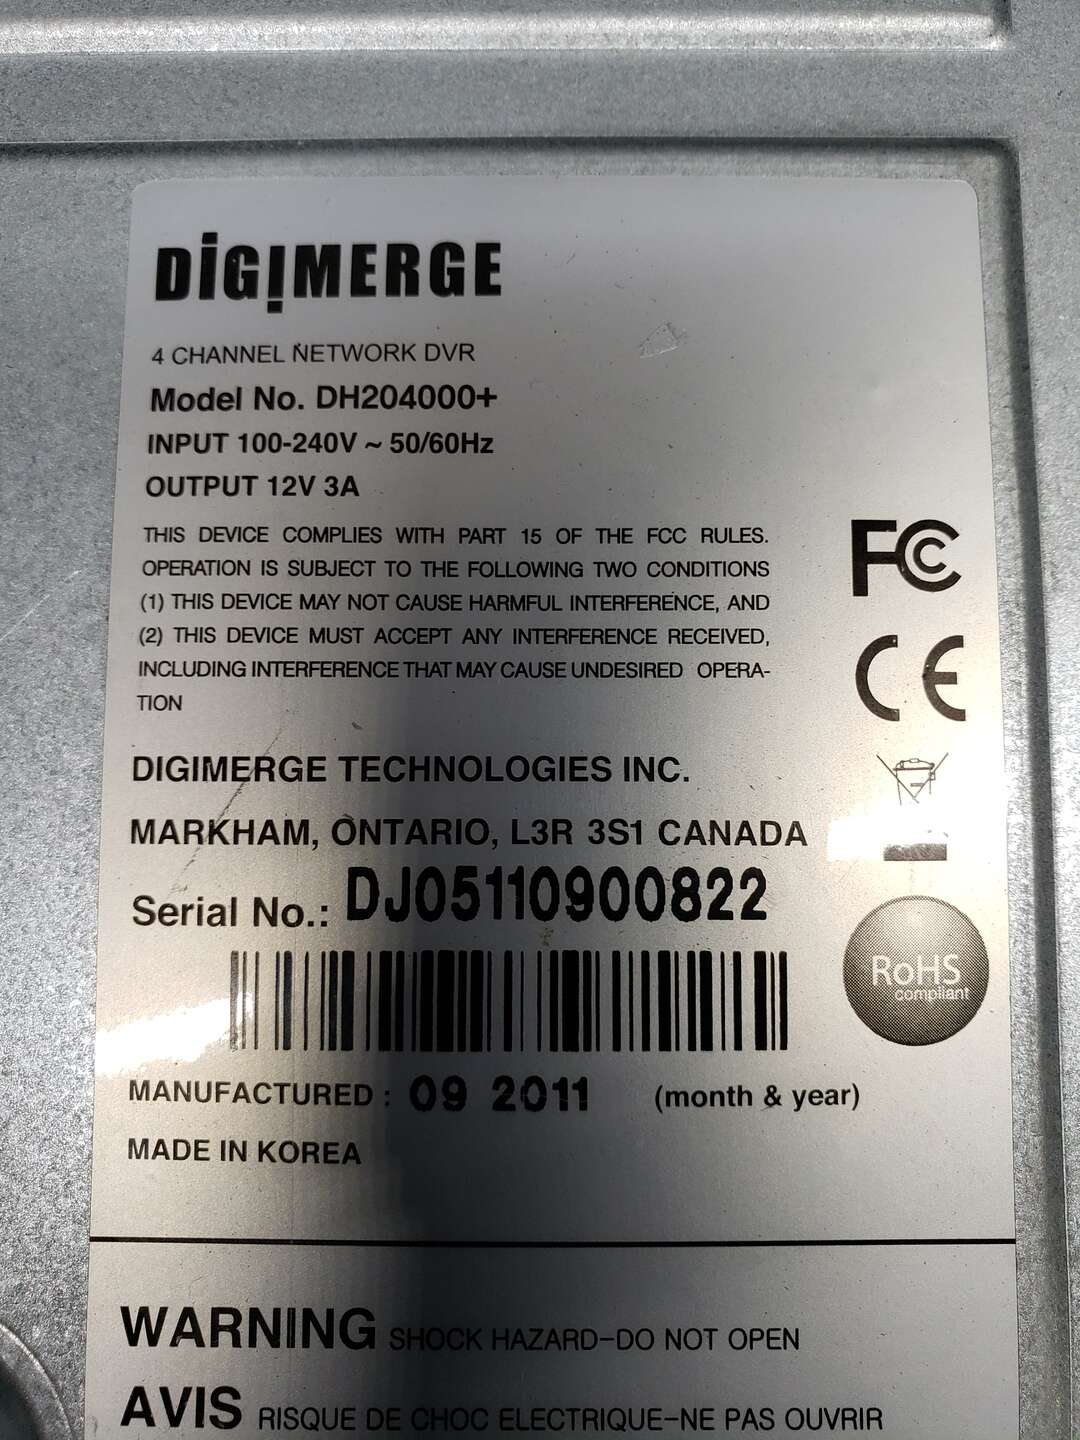 DIGIMERGE
4 CHANNEL NETWORK DVR
Model No. DH204000+
INPUT 100-240V ~ 50/60Hz
OUTPUT 12V 3A
THIS DEVICE COMPLIES WITH PART 15 OF THE FCC RULES.
OPERATION IS SUBJECT TO THE FOLLOWING TWO CONDITIONS
(1) THIS DEVICE MAY NOT CAUSE HARMFUL INTERFERENCE, AND
(2) THIS DEVICE MUST ACCEPT ANY INTERFERENCE RECEIVED,
INCLUDING INTERFERENCE THAT MAY CAUSE UNDESIRED OPERA-
TION
FC
CE
DIGIMERGE TECHNOLOGIES INC.
MARKHAM, ONTARIO, L3R 3S1 CANADA
Serial No.: DJ05110900822
RoHS
compliant
MANUFACTURED : 09 2011 (month & year)
MADE IN KOREA
WARNING SHOCK HAZARD-DO NOT OPEN
AVIS RISQUE DE CHOC ELECTRIQUE-NE PAS OUVRIR